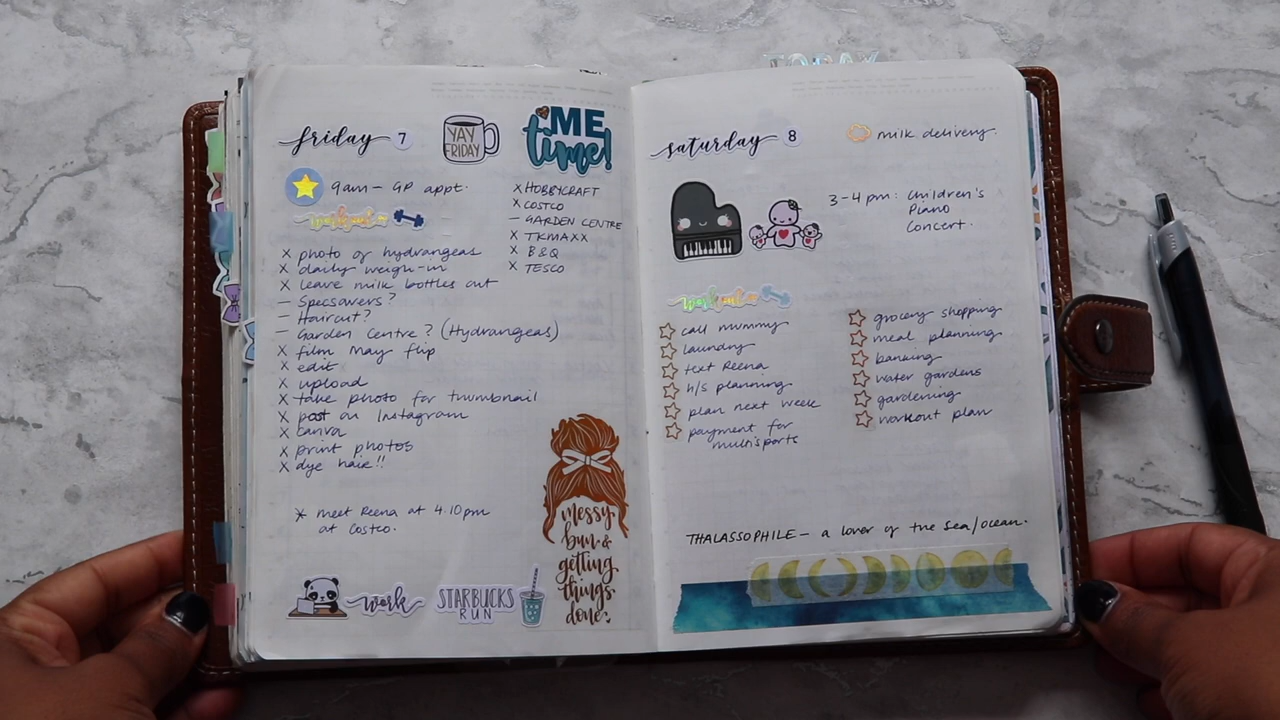 TODAY
friday 7
YAY
FRIDAY
ME
time!
9am - GP appt.
workout
x HOBBYCRAFT
x COSTCO
- GARDEN CENTRE
x TKMAXX
x B&Q
x TESCO
x photo of hydrangeas
x daily weigh-in
x leave milk bottles out
- Specsavers?
- Haircut?
- Garden Centre? (Hydrangeas)
x film May flip
x edit
x upload
x take photo for thumbnail
x post on Instagram
x canva
x print photos
x dye hair!!
* meet Reena at 4.10pm
at Costco.
work
STARBUCKS
RUN
messy
bun &
getting
things
done.
saturday 8
milk delivery.
3-4 pm: Children's
Piano
Concert.
workout
call mummy
laundry
text Reena
h/s planning
plan next week
payment for
multisports
grocery shopping
meal planning
banking
water gardens
gardening
workout plan
THALASSOPHILE - a lover of the sea/ocean.